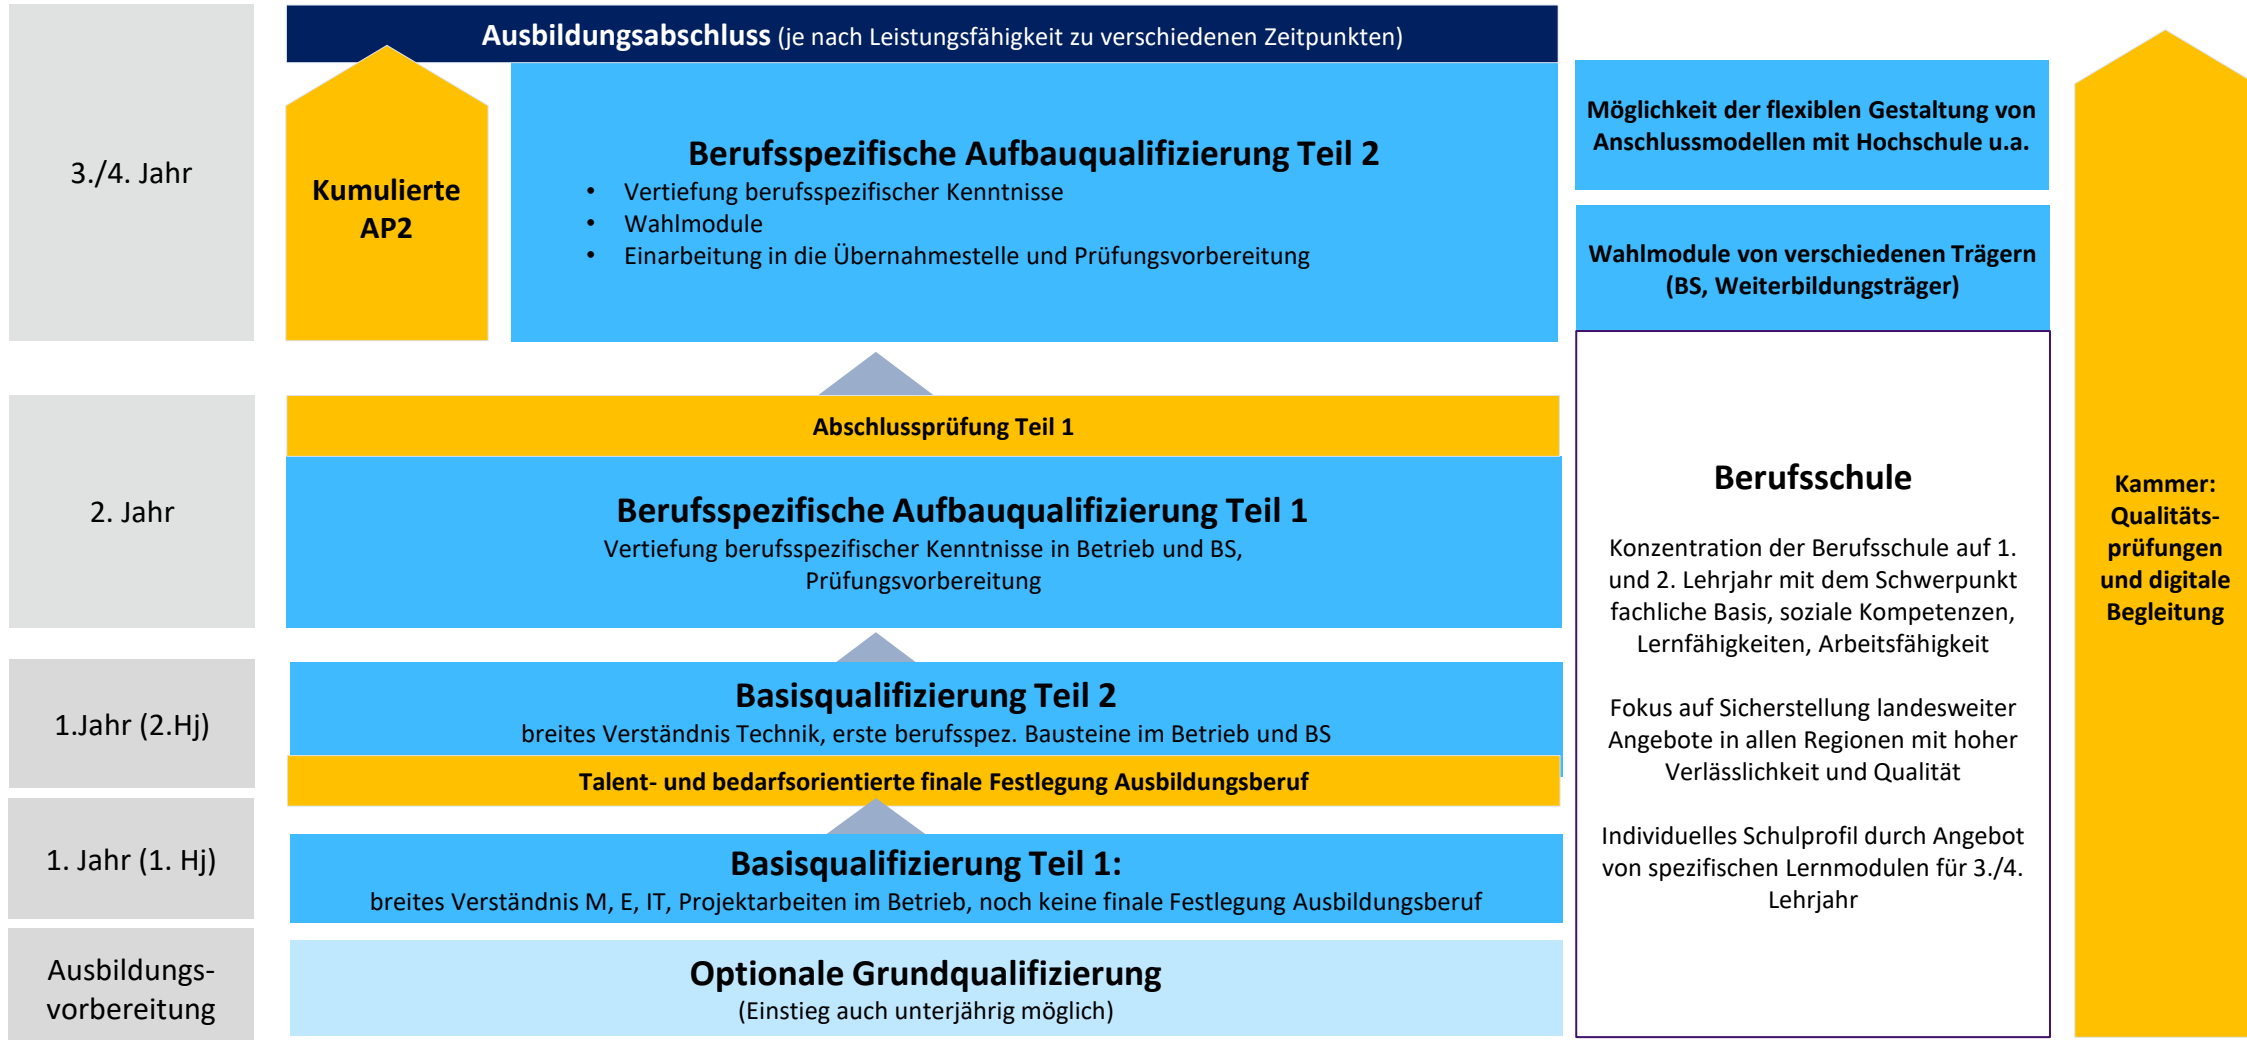 Ausbildungsabschluss (je nach Leistungsfähigkeit zu verschiedenen Zeitpunkten)
3./4. Jahr
Kumulierte
AP2
Berufsspezifische Aufbauqualifizierung Teil 2
• Vertiefung berufsspezifischer Kenntnisse
• Wahlmodule
• Einarbeitung in die Übernahmestelle und Prüfungsvorbereitung
Möglichkeit der flexiblen Gestaltung von
Anschlussmodellen mit Hochschule u.a.
Wahlmodule von verschiedenen Trägern
(BS, Weiterbildungsträger)
2. Jahr
Abschlussprüfung Teil 1
Berufsspezifische Aufbauqualifizierung Teil 1
Vertiefung berufsspezifischer Kenntnisse in Betrieb und BS,
Prüfungsvorbereitung
1.Jahr (2.Hj)
Basisqualifizierung Teil 2
breites Verständnis Technik, erste berufsspez. Bausteine im Betrieb und BS
Talent- und bedarfsorientierte finale Festlegung Ausbildungsberuf
1. Jahr (1. Hj)
Basisqualifizierung Teil 1:
breites Verständnis M, E, IT, Projektarbeiten im Betrieb, noch keine finale Festlegung Ausbildungsberuf
Ausbildungs-
vorbereitung
Optionale Grundqualifizierung
(Einstieg auch unterjährig möglich)
Berufsschule
Konzentration der Berufsschule auf 1.
und 2. Lehrjahr mit dem Schwerpunkt
fachliche Basis, soziale Kompetenzen,
Lernfähigkeiten, Arbeitsfähigkeit
Fokus auf Sicherstellung landesweiter
Angebote in allen Regionen mit hoher
Verlässlichkeit und Qualität
Individuelles Schulprofil durch Angebot
von spezifischen Lernmodulen für 3./4.
Lehrjahr
Kammer:
Qualitäts-
prüfungen
und digitale
Begleitung